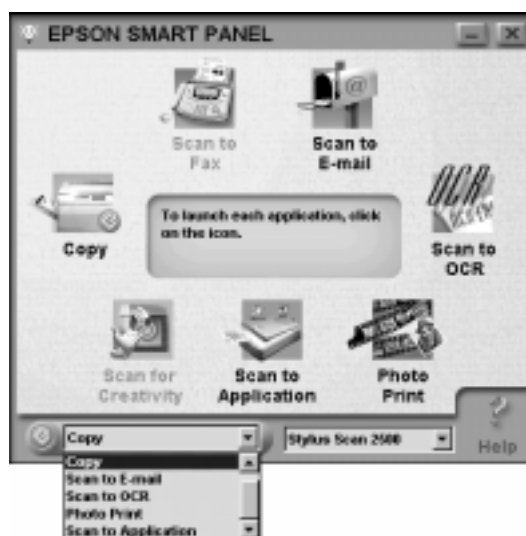 EPSON SMART PANEL
Scan to
Fax
Scan to
E-mail
Copy
To launch each application, click
on the icon.
OCR
Scan to
OCR
Scan for
Creativity
Scan to
Application
Photo
Print
Copy
Stylus Scan 2500
Help
Copy
Scan to E-mail
Scan to OCR
Photo Print
Scan to Application